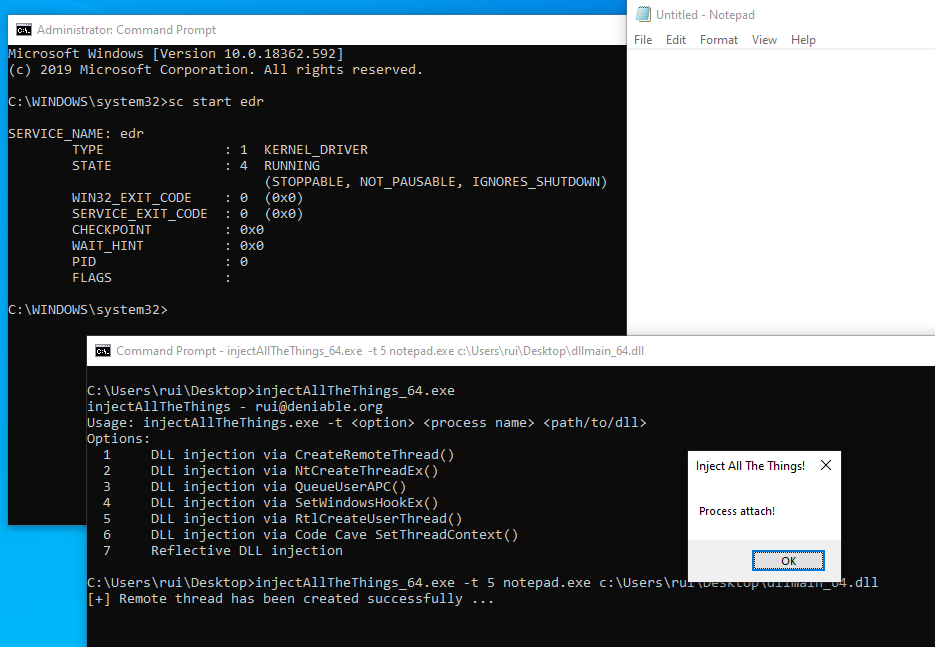 Administrator: Command Prompt
Microsoft Windows [Version 10.0.18362.592]
(c) 2019 Microsoft Corporation. All rights reserved.
C:\WINDOWS\system32>sc start edr
SERVICE_NAME: edr
TYPE : 1 KERNEL_DRIVER
STATE : 4 RUNNING
(STOPPABLE, NOT_PAUSABLE, IGNORES_SHUTDOWN)
WIN32_EXIT_CODE : 0 (0x0)
SERVICE_EXIT_CODE : 0 (0x0)
CHECKPOINT : 0x0
WAIT_HINT : 0x0
PID : 0
FLAGS :
C:\WINDOWS\system32>
Untitled - Notepad
File Edit Format View Help
Command Prompt - injectAllTheThings_64.exe -t 5 notepad.exe c:\Users\rui\Desktop\dllmain_64.dll
C:\Users\rui\Desktop>injectAllTheThings_64.exe
injectAllTheThings - rui@deniable.org
Usage: injectAllTheThings.exe -t <option> <process name> <path/to/dll>
Options:
1 DLL injection via CreateRemoteThread()
2 DLL injection via NtCreateThreadEx()
3 DLL injection via QueueUserAPC()
4 DLL injection via SetWindowsHookEx()
5 DLL injection via RtlCreateUserThread()
6 DLL injection via Code Cave SetThreadContext()
7 Reflective DLL injection
C:\Users\rui\Desktop>injectAllTheThings_64.exe -t 5 notepad.exe c:\Users\rui\Desktop\dllmain_64.dll
[+] Remote thread has been created successfully ...
Inject All The Things!
Process attach!
OK